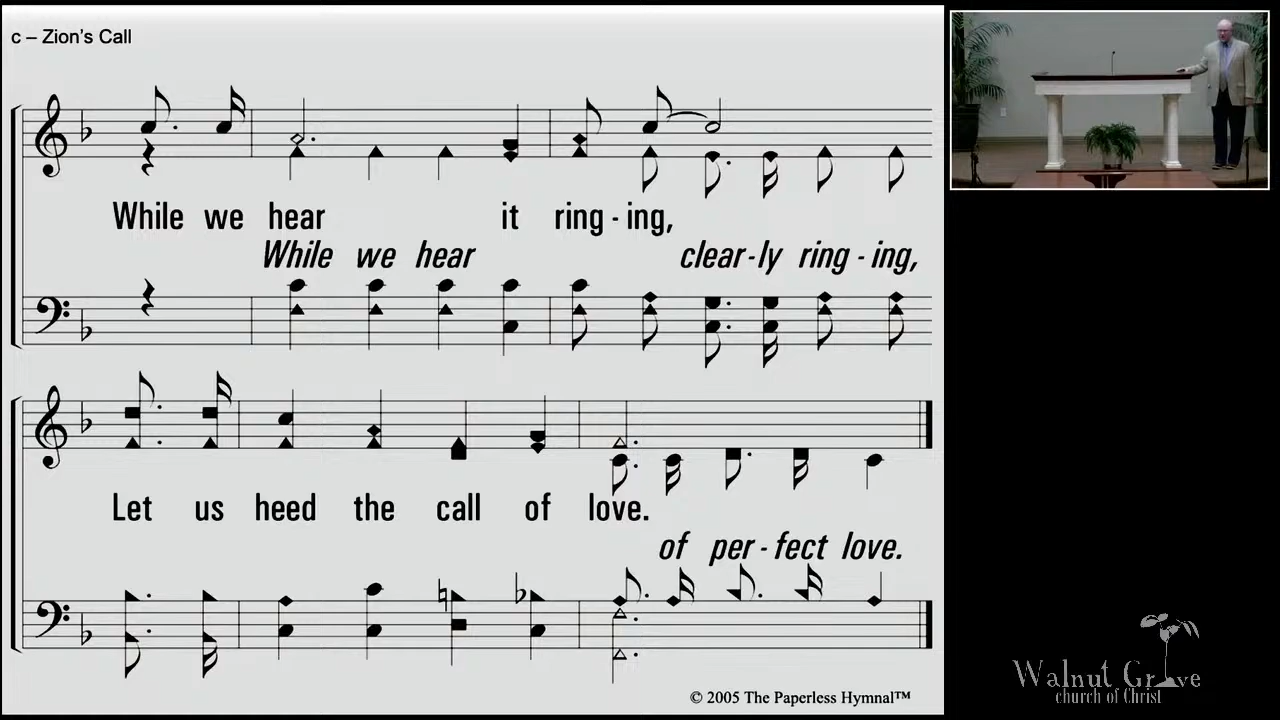 c – Zion's Call
While we hear it ring - ing,
While we hear clear - ly ring - ing,
Let us heed the call of love.
of per - fect love.
© 2005 The Paperless Hymnal™
Walnut Grove
church of Christ